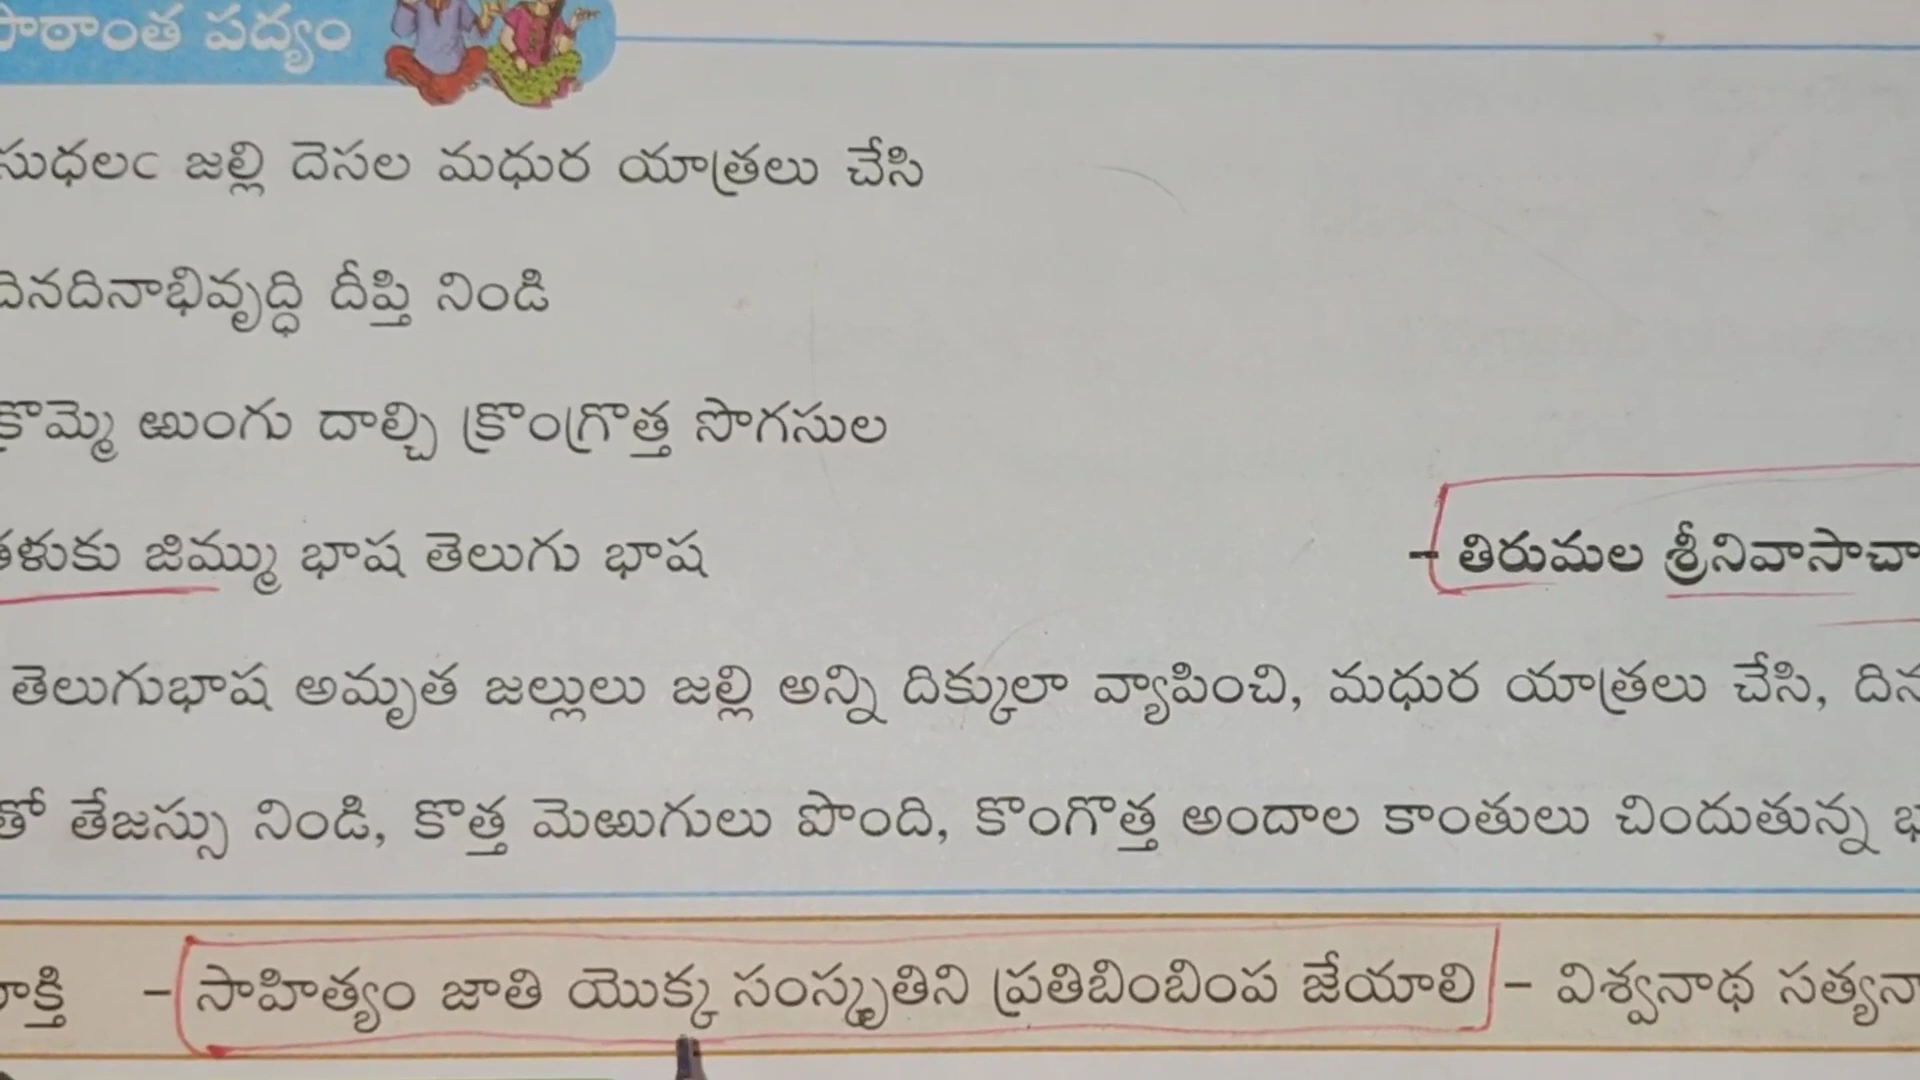 పాఠాంత పద్యం
సుధలఁ జల్లి దెసల మధుర యాత్రలు చేసి
దినదినాభివృద్ధి దీప్తి నిండి
క్రొమ్మె ఱుంగు దాల్చి క్రొంగ్రొత్త సొగసుల
తళుకు జిమ్ము భాష తెలుగు భాష
- తిరుమల శ్రీనివాసాచా
తెలుగుభాష అమృత జల్లులు జల్లి అన్ని దిక్కులా వ్యాపించి, మధుర యాత్రలు చేసి, దిన
తో తేజస్సు నిండి, కొత్త మెఱుగులు పొంది, కొంగొత్త అందాల కాంతులు చిందుతున్న
క్తి - సాహిత్యం జాతి యొక్క సంస్కృతిని ప్రతిబింబింప జేయాలి - విశ్వనాథ సత్యనా